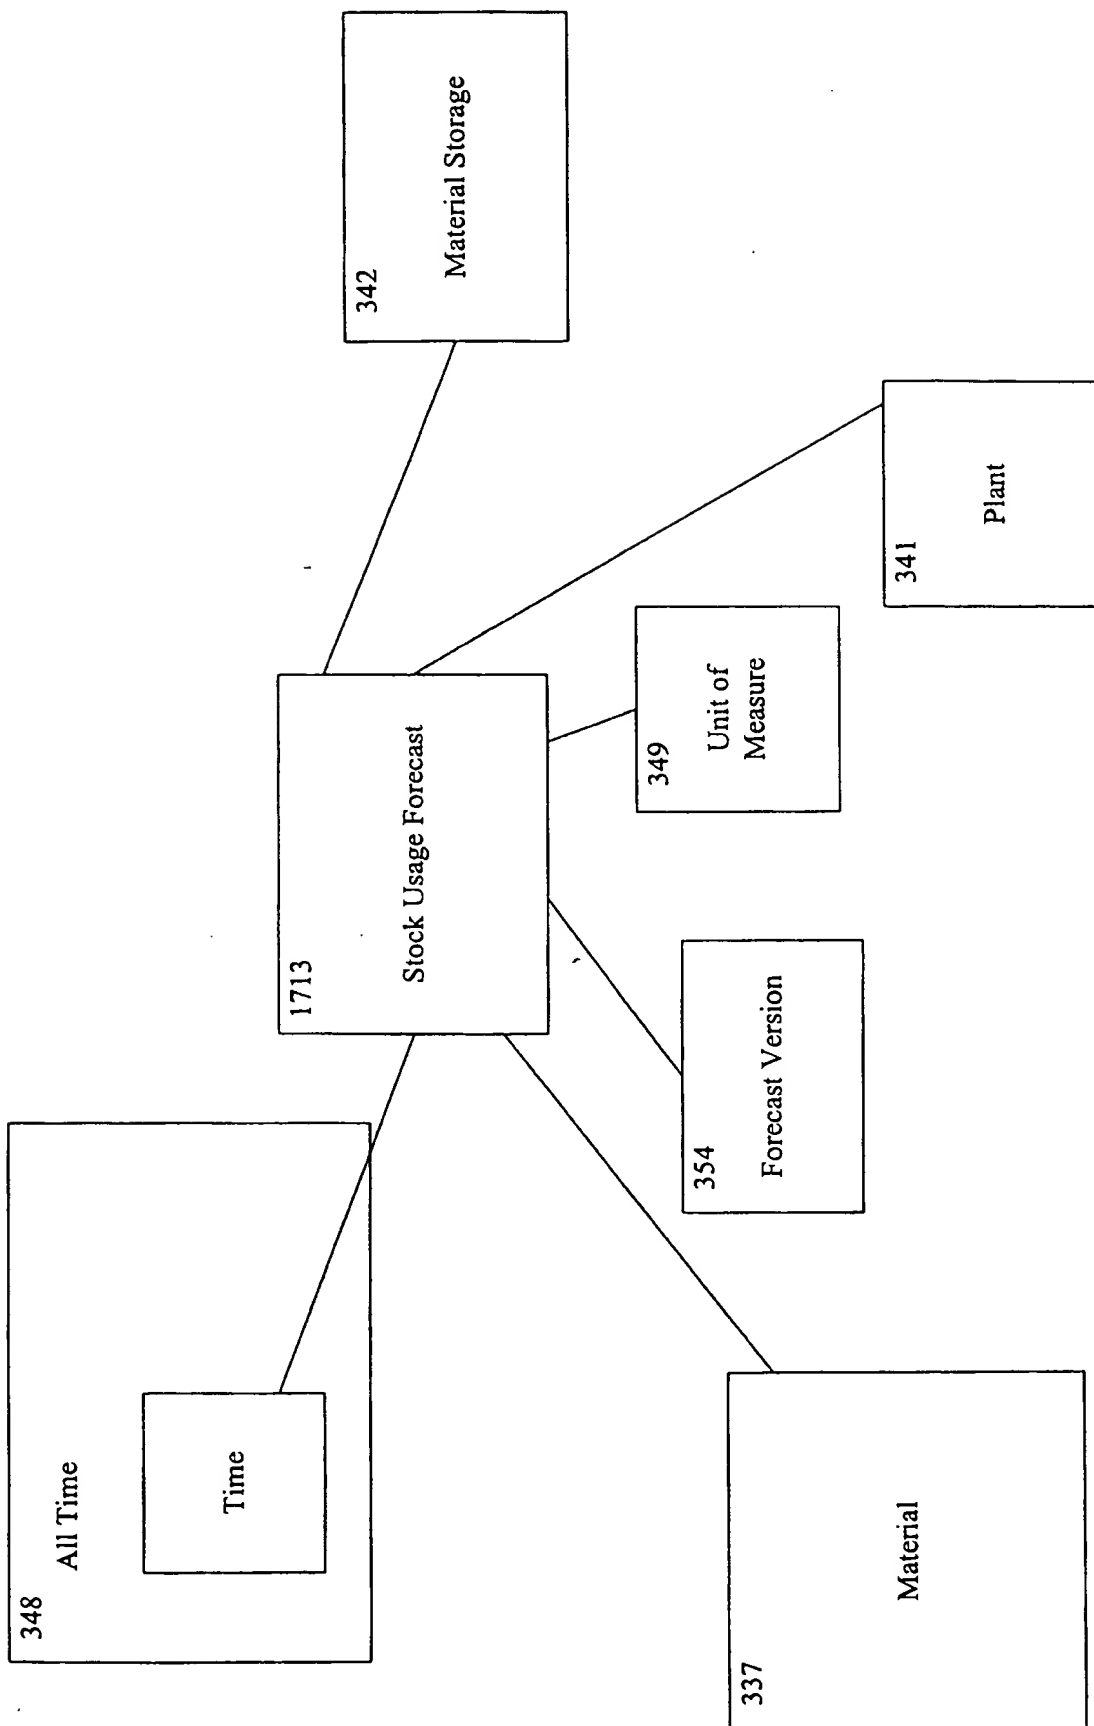 348
All Time
Time
1713
Stock Usage Forecast
342
Material Storage
337
Material
354
Forecast Version
349
Unit of
Measure
341
Plant